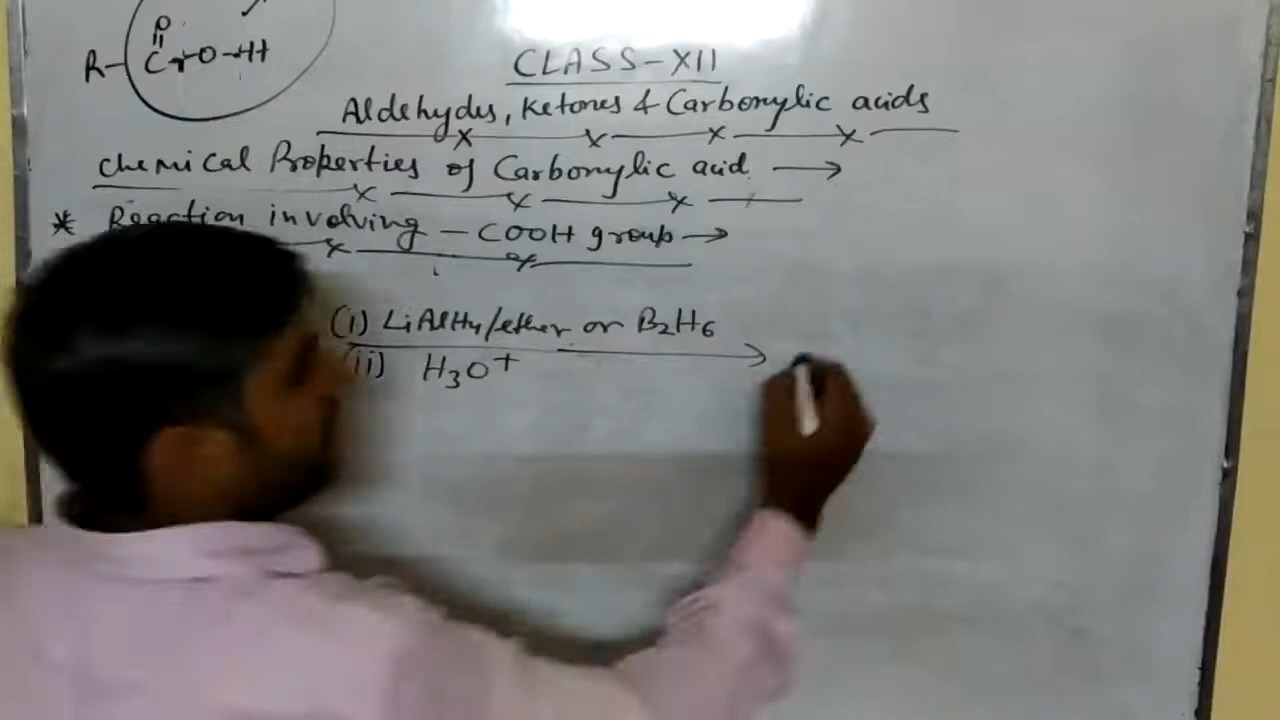 O
R-C-O-H
CLASS-XII
Aldehydes, Ketones & Carboxylic acids
Chemical Properties of Carboxylic acid →
* Reaction involving -COOH group →
(i) LiAlH4/ether or B2H6
(ii) H3O+